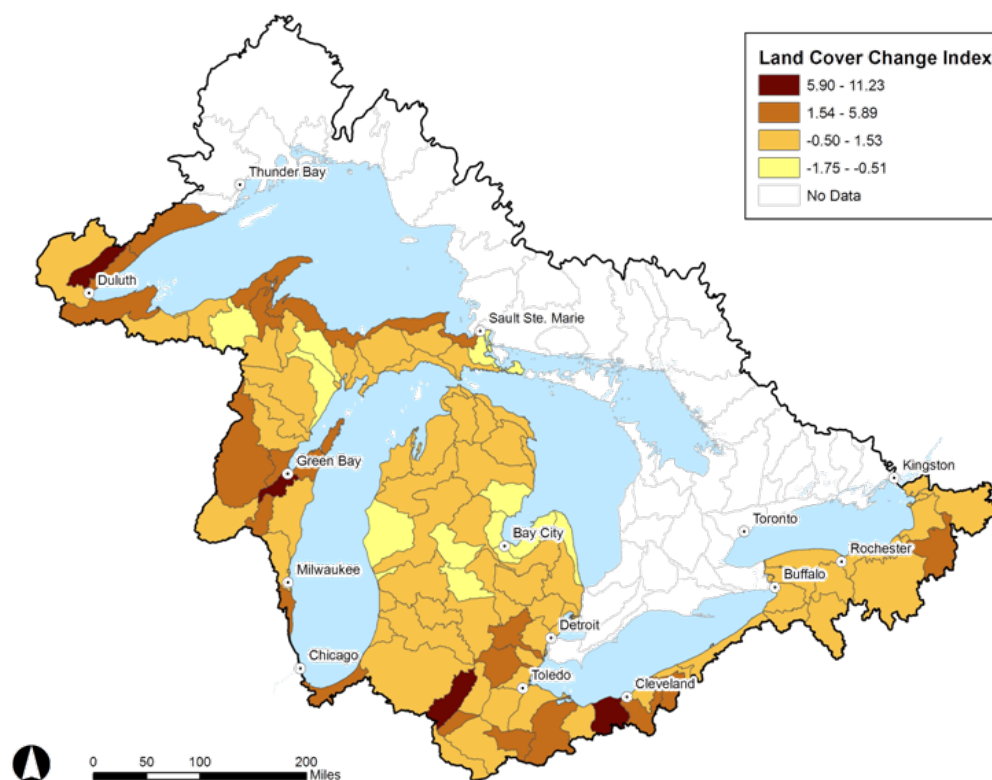 Land Cover Change Index
5.90 - 11.23
1.54 - 5.89
-0.50 - 1.53
-1.75 - -0.51
No Data
Thunder Bay
Duluth
Sault Ste. Marie
Green Bay
Kingston
Toronto
Bay City
Rochester
Milwaukee
Buffalo
Detroit
Chicago
Toledo
Cleveland
0 50 100 200
Miles